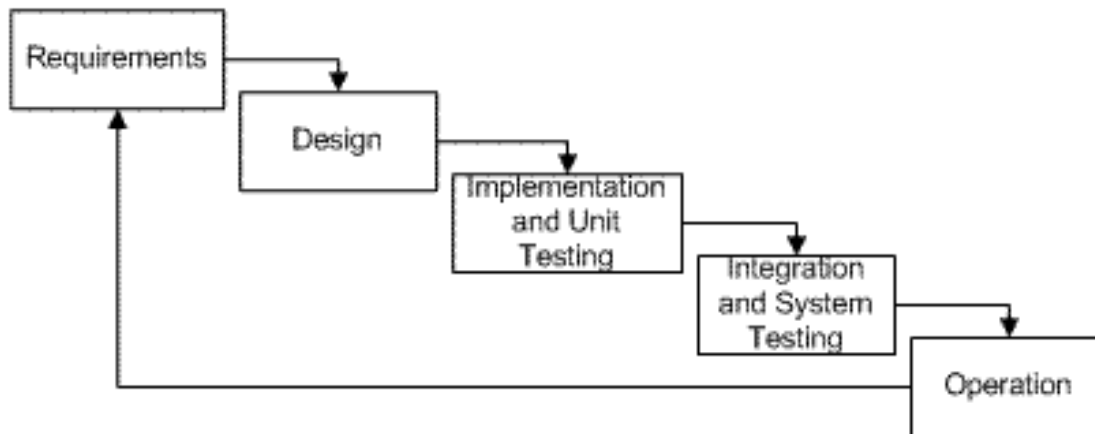 Requirements
Design
Implementation
and Unit
Testing
Integration
and System
Testing
Operation